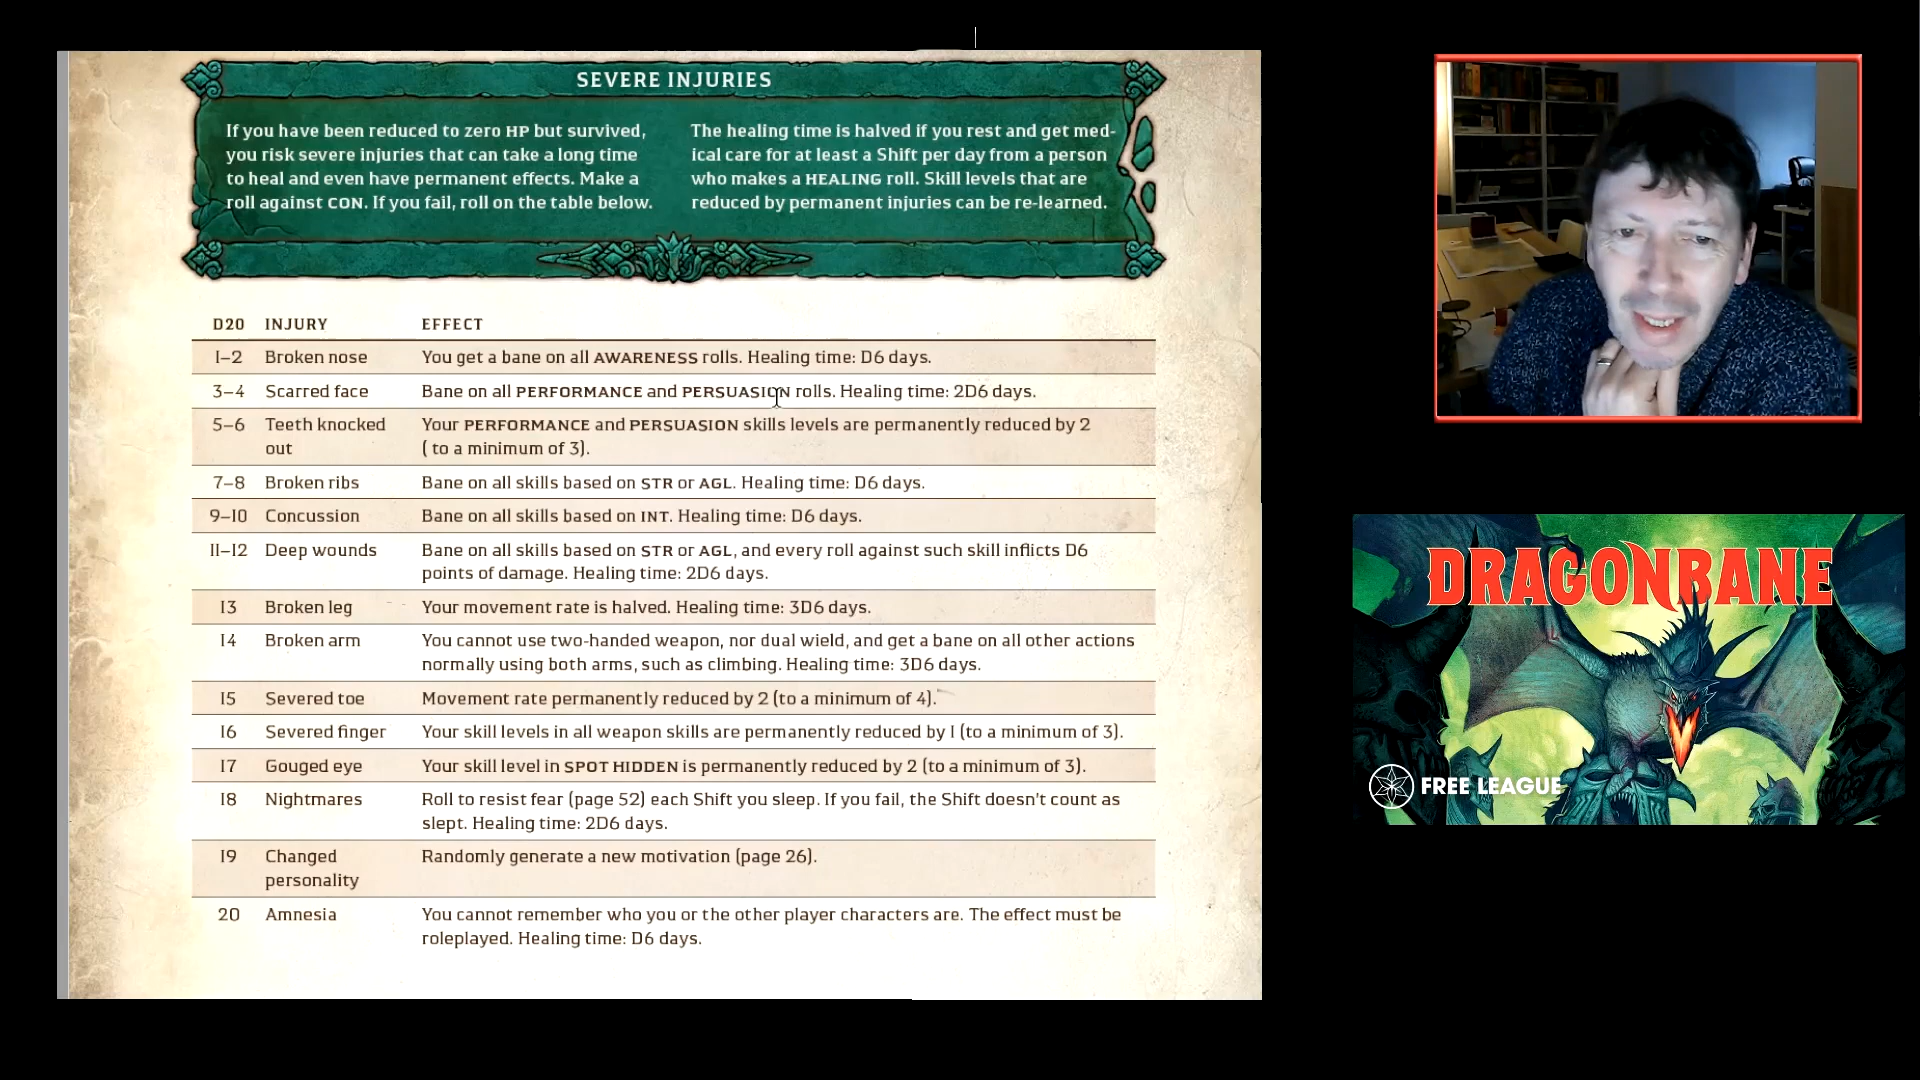 SEVERE INJURIES
If you have been reduced to zero HP but survived,
you risk severe injuries that can take a long time
to heal and even have permanent effects. Make a
roll against CON. If you fail, roll on the table below.
The healing time is halved if you rest and get med-
ical care for at least a Shift per day from a person
who makes a HEALING roll. Skill levels that are
reduced by permanent injuries can be re-learned.
D20 INJURY EFFECT
1–2 Broken nose You get a bane on all AWARENESS rolls. Healing time: D6 days.
3–4 Scarred face Bane on all PERFORMANCE and PERSUASION rolls. Healing time: 2D6 days.
5–6 Teeth knocked Your PERFORMANCE and PERSUASION skills levels are permanently reduced by 2
out ( to a minimum of 3).
7–8 Broken ribs Bane on all skills based on STR or AGL. Healing time: D6 days.
9–10 Concussion Bane on all skills based on INT. Healing time: D6 days.
11–12 Deep wounds Bane on all skills based on STR or AGL, and every roll against such skill inflicts D6
points of damage. Healing time: 2D6 days.
13 Broken leg Your movement rate is halved. Healing time: 3D6 days.
14 Broken arm You cannot use two-handed weapon, nor dual wield, and get a bane on all other actions
normally using both arms, such as climbing. Healing time: 3D6 days.
15 Severed toe Movement rate permanently reduced by 2 (to a minimum of 4).
16 Severed finger Your skill levels in all weapon skills are permanently reduced by 1 (to a minimum of 3).
17 Gouged eye Your skill level in SPOT HIDDEN is permanently reduced by 2 (to a minimum of 3).
18 Nightmares Roll to resist fear (page 52) each Shift you sleep. If you fail, the Shift doesn't count as
slept. Healing time: 2D6 days.
19 Changed Randomly generate a new motivation (page 26).
personality
20 Amnesia You cannot remember who you or the other player characters are. The effect must be
roleplayed. Healing time: D6 days.
DRAGONBANE
FREE LEAGUE